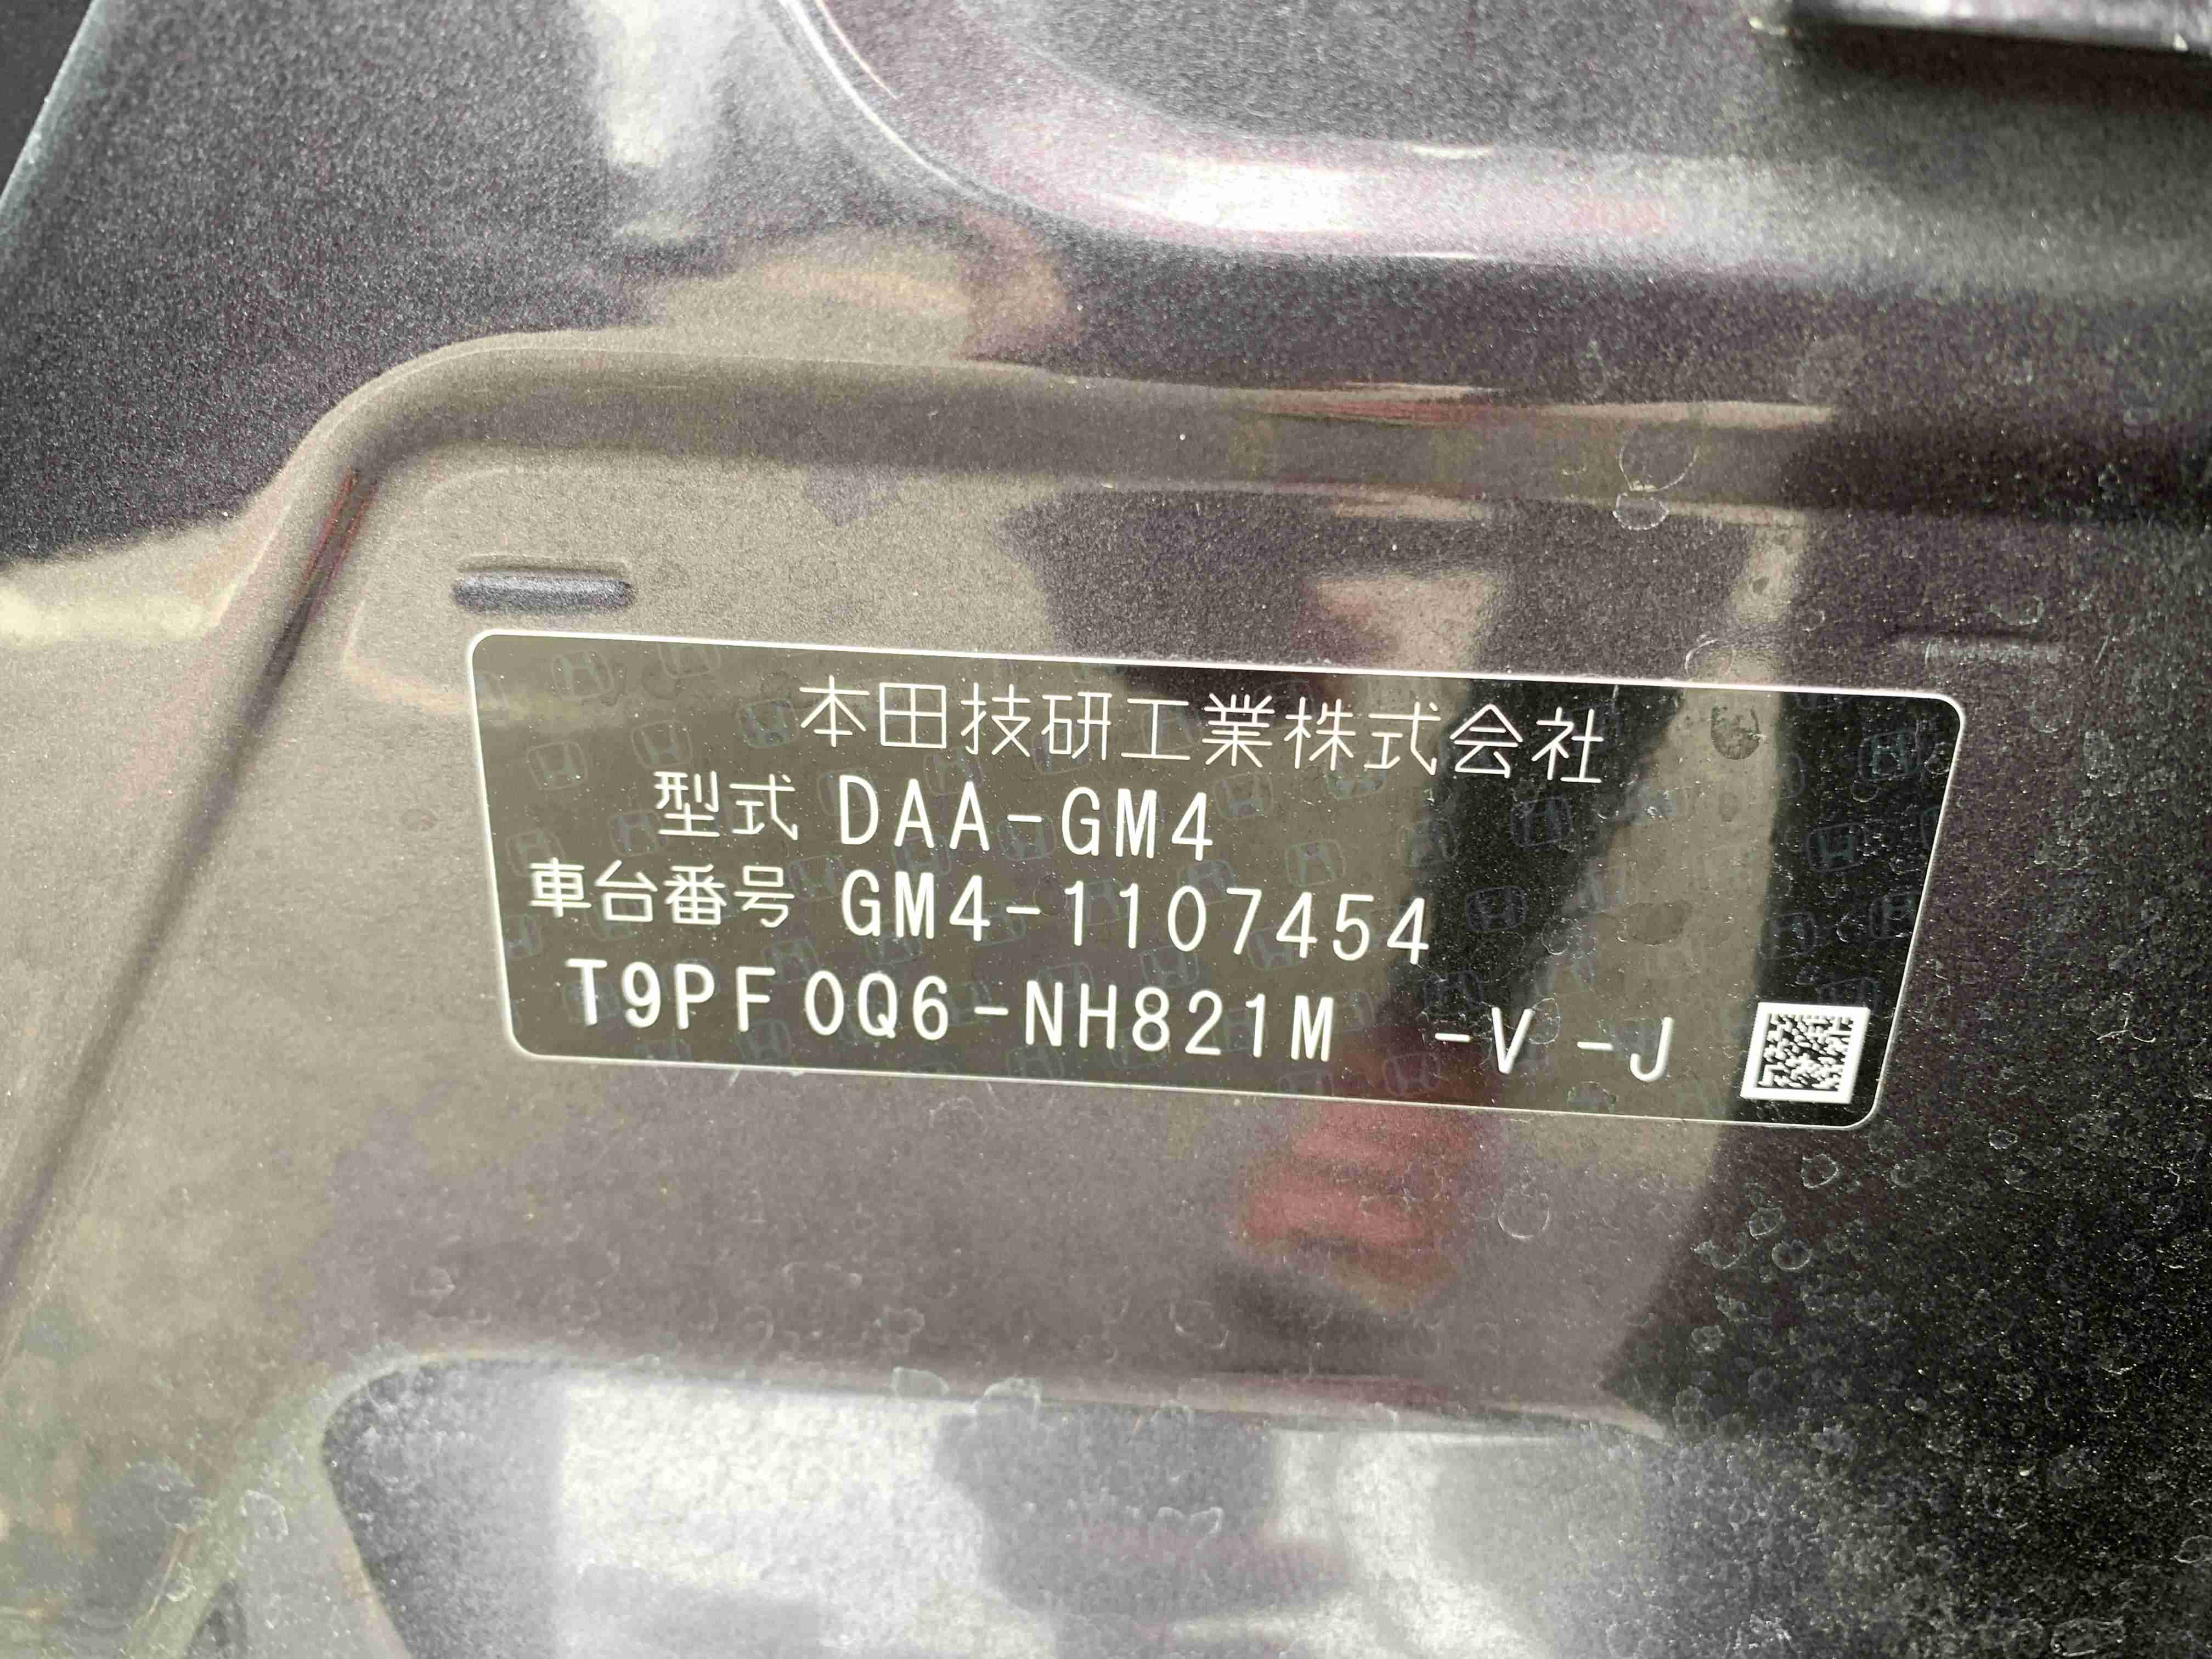 本田技研工業株式会社
型式 DAA-GM4
車台番号 GM4-1107454
T9PF0Q6-NH821M -V -J